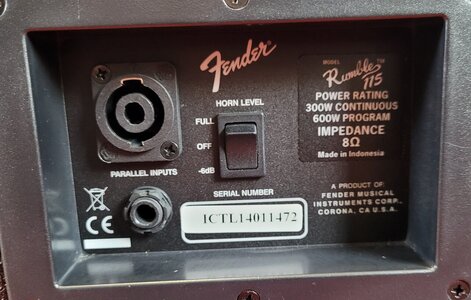 Fender
HORN LEVEL
FULL
OFF
-6dB
PARALLEL INPUTS
SERIAL NUMBER
ICTL14011472
CE
MODEL
Rumble™
115
POWER RATING
300W CONTINUOUS
600W PROGRAM
IMPEDANCE
8Ω
Made in Indonesia
A PRODUCT OF:
FENDER MUSICAL
INSTRUMENTS CORP.,
CORONA, CA U.S.A.